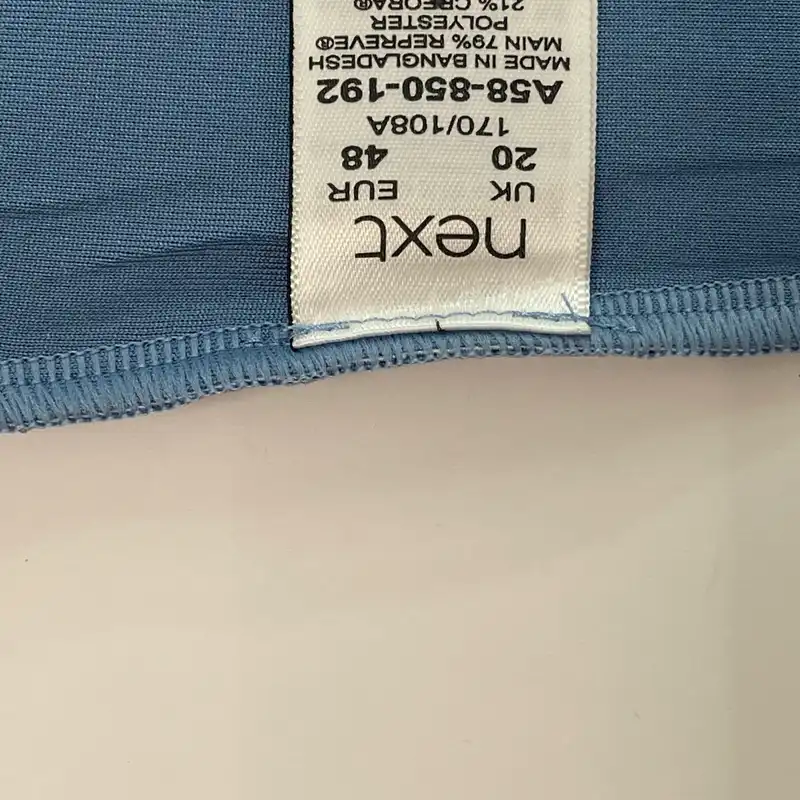 next
UK EUR
20 48
170/108A
A58-850-192
MADE IN BANGLADESH
MAIN 79% REPREVE®
POLYESTER
21% CREORA®